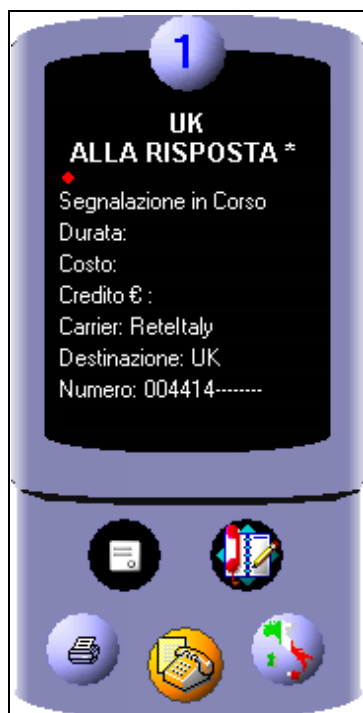 1
UK
ALLA RISPOSTA *
Segnalazione in Corso
Durata:
Costo:
Credito € :
Carrier: ReteItaly
Destinazione: UK
Numero: 004414--------